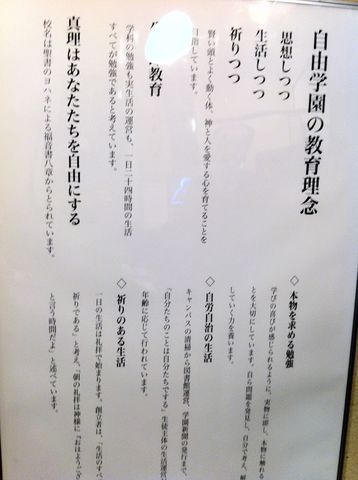 自由学園の教育理念
思想しつつ
生活しつつ
祈りつつ
賢い頭とよく動く体、神と人を愛する心を育てることを
目指しています。
教育
学科の勉強も実生活の運営も、一日二十四時間の生活
すべてが勉強であると考えています。
真理はあなたたちを自由にする
校名は聖書のヨハネによる福音書八章からとられています。
◇本物を求める勉強
学びの喜びが感じられるように、実物に即し、本物に触れる
とを大切にしています。自ら問題を発見し、自分で考え、解
していく力を養います。
◇自労自治の生活
キャンパスの清掃から図書館運営、学園新聞の発行まで、
「自分たちのことは自分たちでする」生徒主体の生活運営
年齢に応じて行われています。
◇祈りのある生活
一日の生活は礼拝で始まります。創立者は、「生活のすべ
祈りである」と考え、「朝の礼拝は神様に『おはようござ
と言う時間だよ」と述べています。